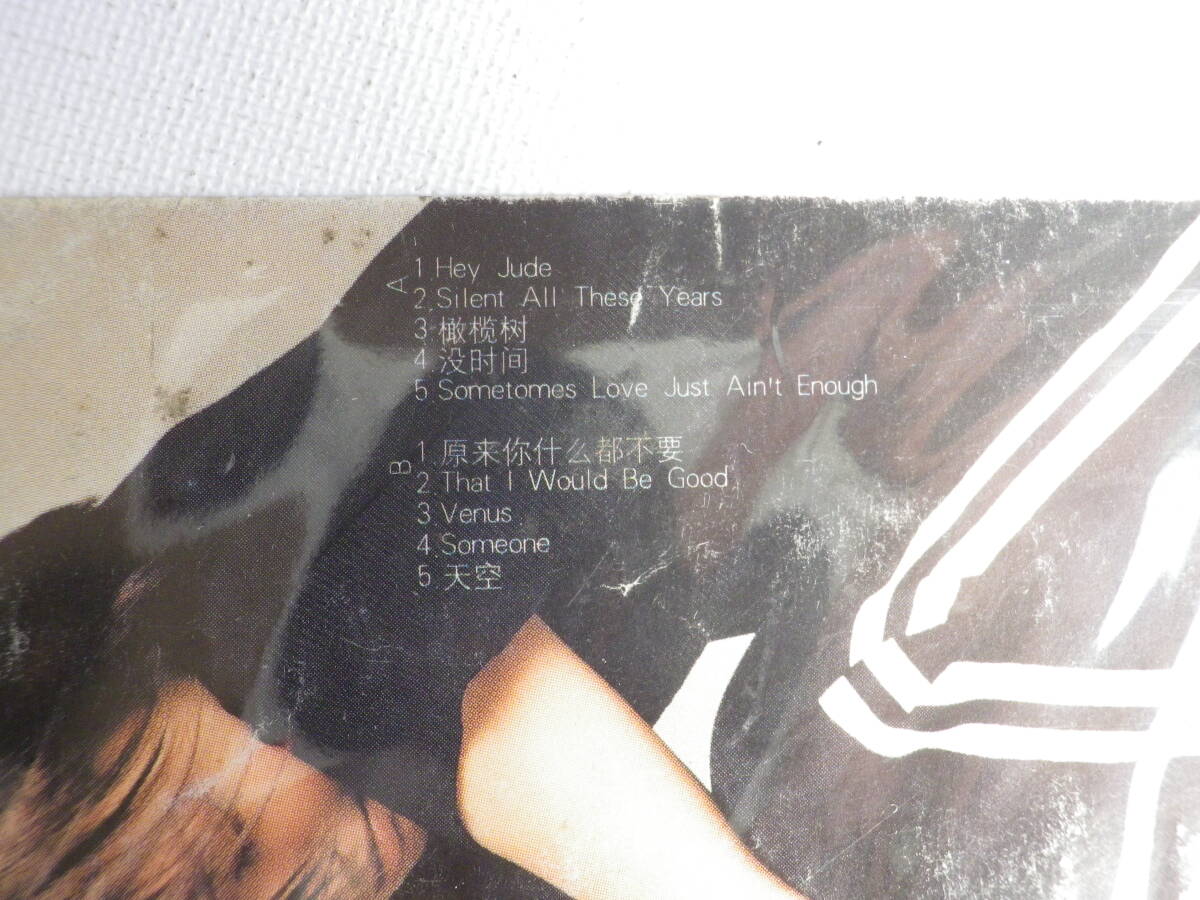 A
1 Hey Jude
2. Silent All These Years
3 橄榄树
4 没时间
5 Sometomes Love Just Ain't Enough
B
1. 原来你什么都不要
2 That I Would Be Good
3 Venus
4. Someone
5 天空